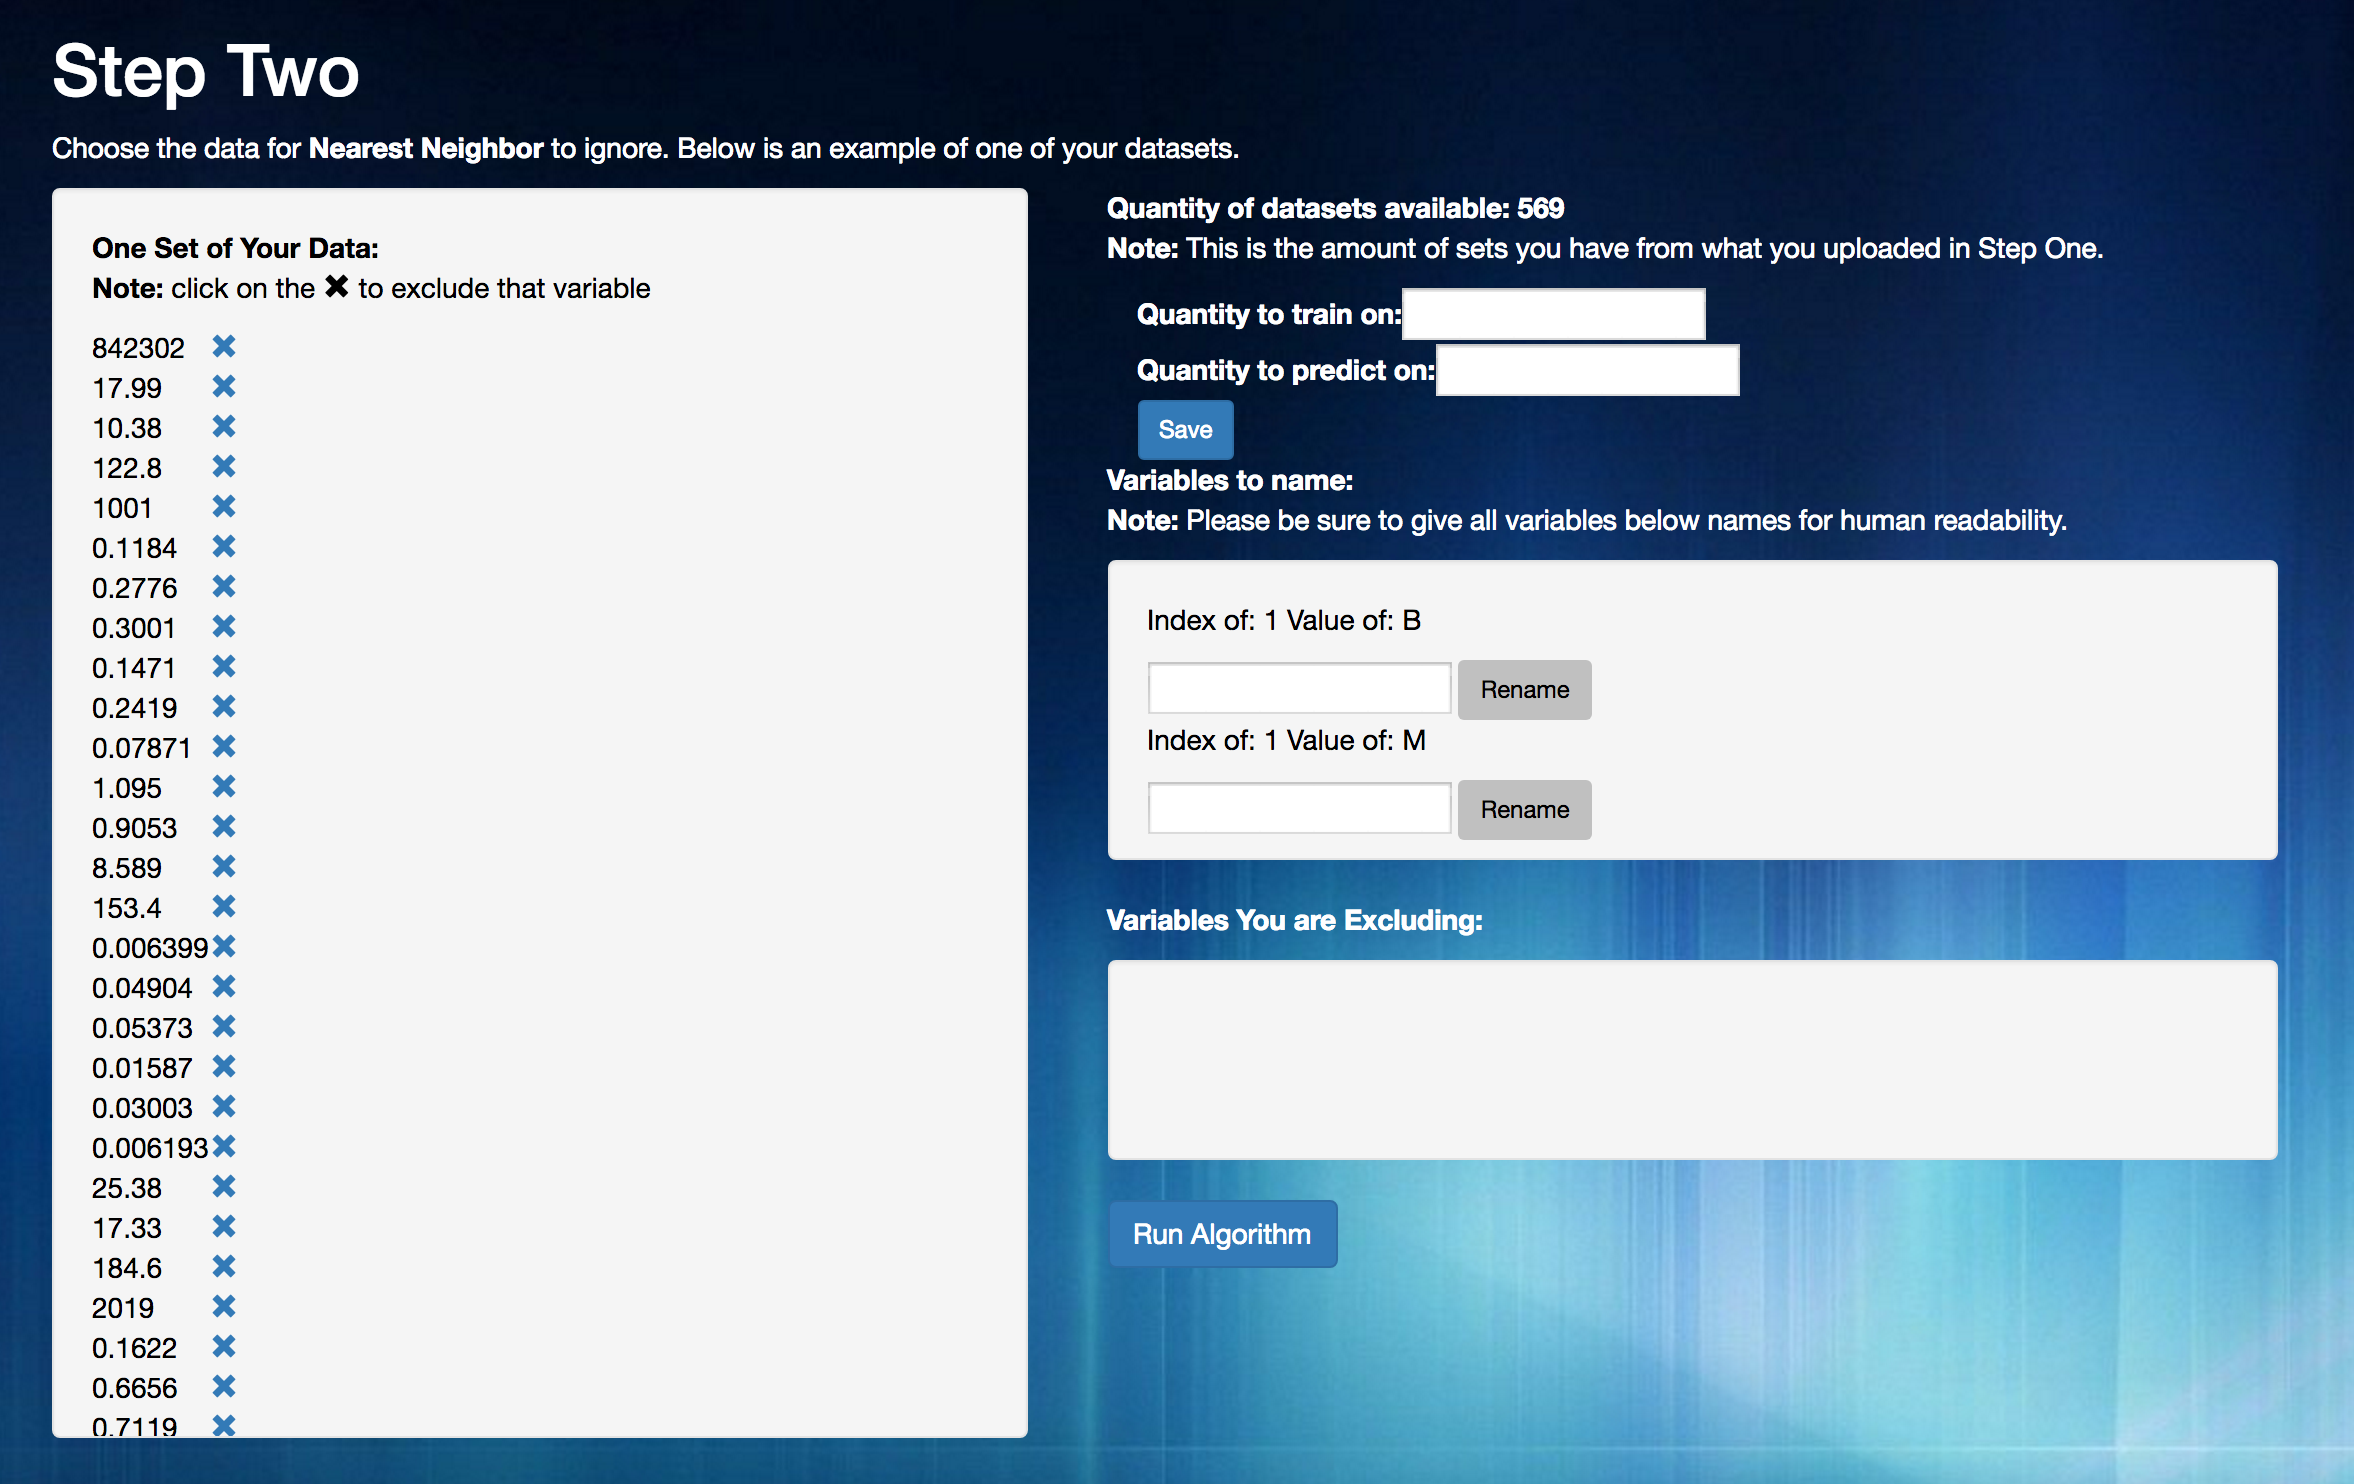 Step Two
Choose the data for Nearest Neighbor to ignore. Below is an example of one of your datasets.
One Set of Your Data:
Note: click on the ✖ to exclude that variable
842302 ✖
17.99 ✖
10.38 ✖
122.8 ✖
1001 ✖
0.1184 ✖
0.2776 ✖
0.3001 ✖
0.1471 ✖
0.2419 ✖
0.07871 ✖
1.095 ✖
0.9053 ✖
8.589 ✖
153.4 ✖
0.006399 ✖
0.04904 ✖
0.05373 ✖
0.01587 ✖
0.03003 ✖
0.006193 ✖
25.38 ✖
17.33 ✖
184.6 ✖
2019 ✖
0.1622 ✖
0.6656 ✖
0.7119 ✖
Quantity of datasets available: 569
Note: This is the amount of sets you have from what you uploaded in Step One.
Quantity to train on:
Quantity to predict on:
Save
Variables to name:
Note: Please be sure to give all variables below names for human readability.
Index of: 1 Value of: B
Rename
Index of: 1 Value of: M
Rename
Variables You are Excluding:
Run Algorithm